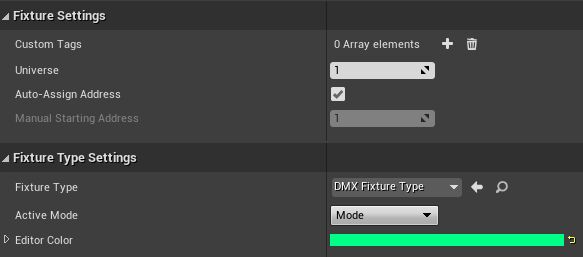 Fixture Settings
Custom Tags 0 Array elements
Universe 1
Auto-Assign Address
Manual Starting Address 1
Fixture Type Settings
Fixture Type DMX Fixture Type
Active Mode Mode
Editor Color